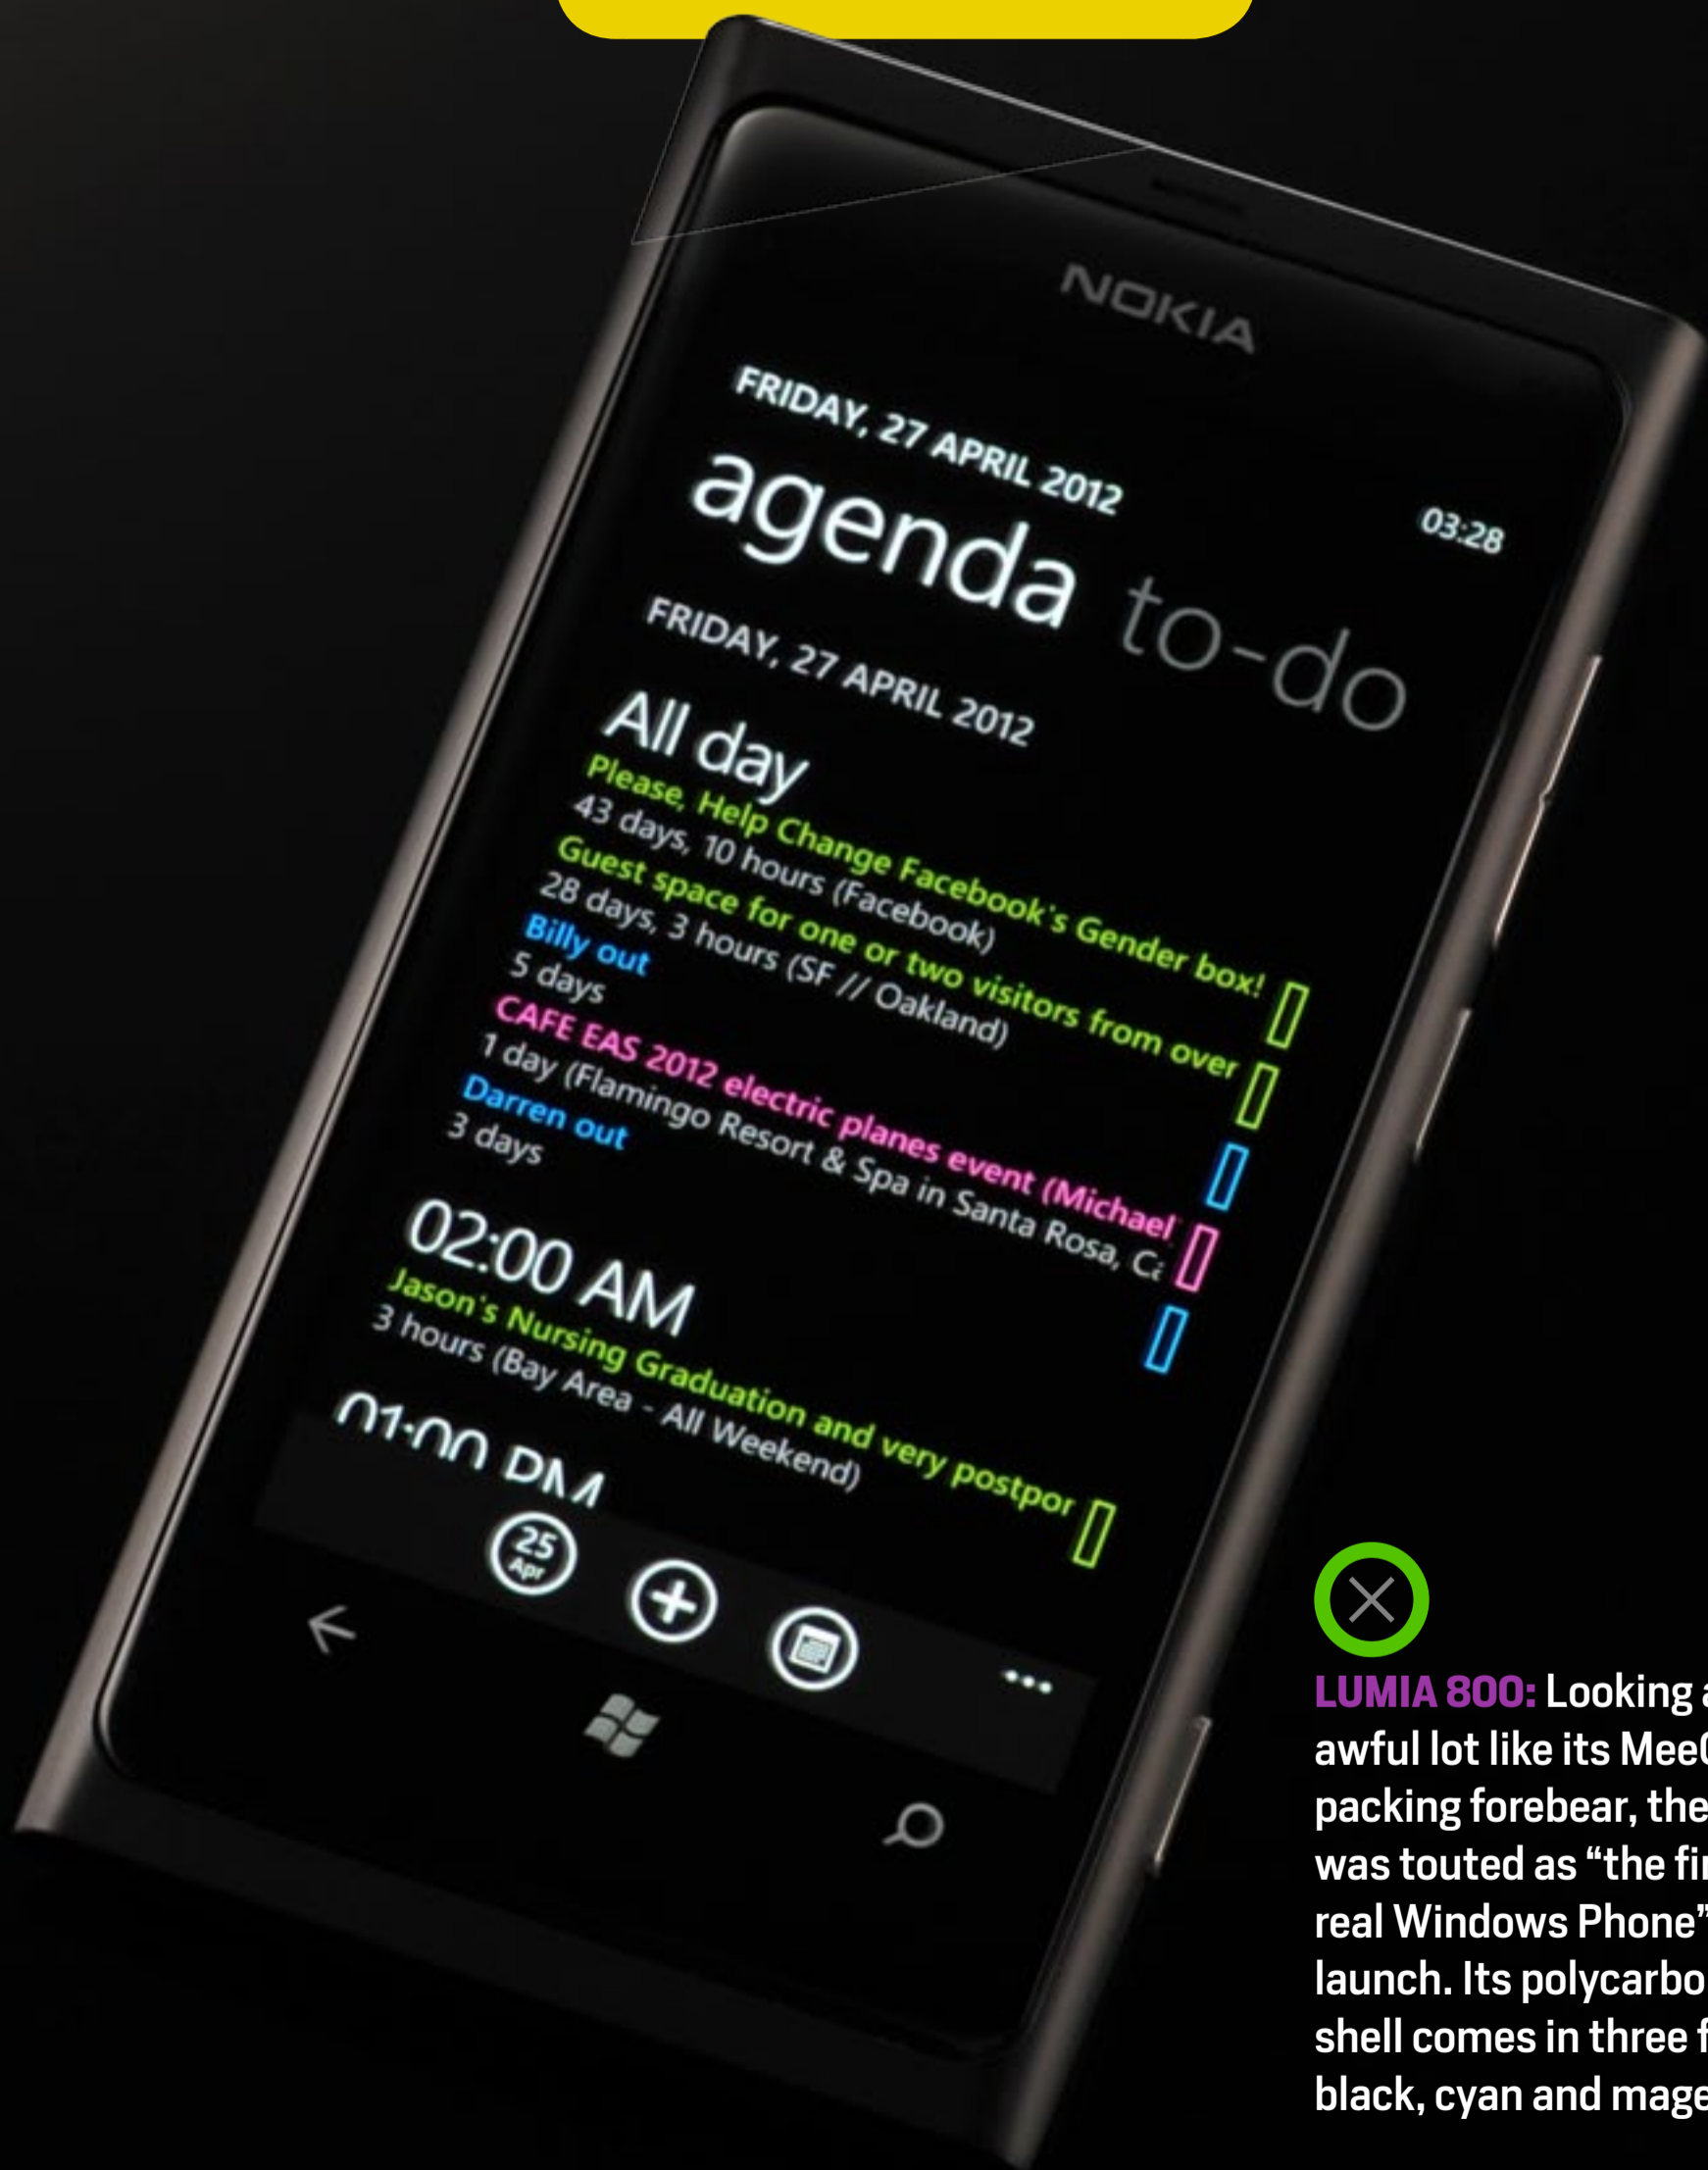 NOKIA
FRIDAY, 27 APRIL 2012
03:28
agenda to-do
FRIDAY, 27 APRIL 2012
All day
Please, Help Change Facebook's Gender box!
43 days, 10 hours (Facebook)
Guest space for one or two visitors from over
28 days, 3 hours (SF // Oakland)
Billy out
5 days
CAFE EAS 2012 electric planes event (Michael
1 day (Flamingo Resort & Spa in Santa Rosa,
Darren out
3 days
02:00 AM
Jason's Nursing Graduation and very postpor
3 hours (Bay Area - All Weekend)
01:00 PM
25
Apr
LUMIA 800: Looking
awful lot like its
packing forebear, the
was touted as “the
real Windows Phone”
launch. Its
shell comes in three
black, cyan and